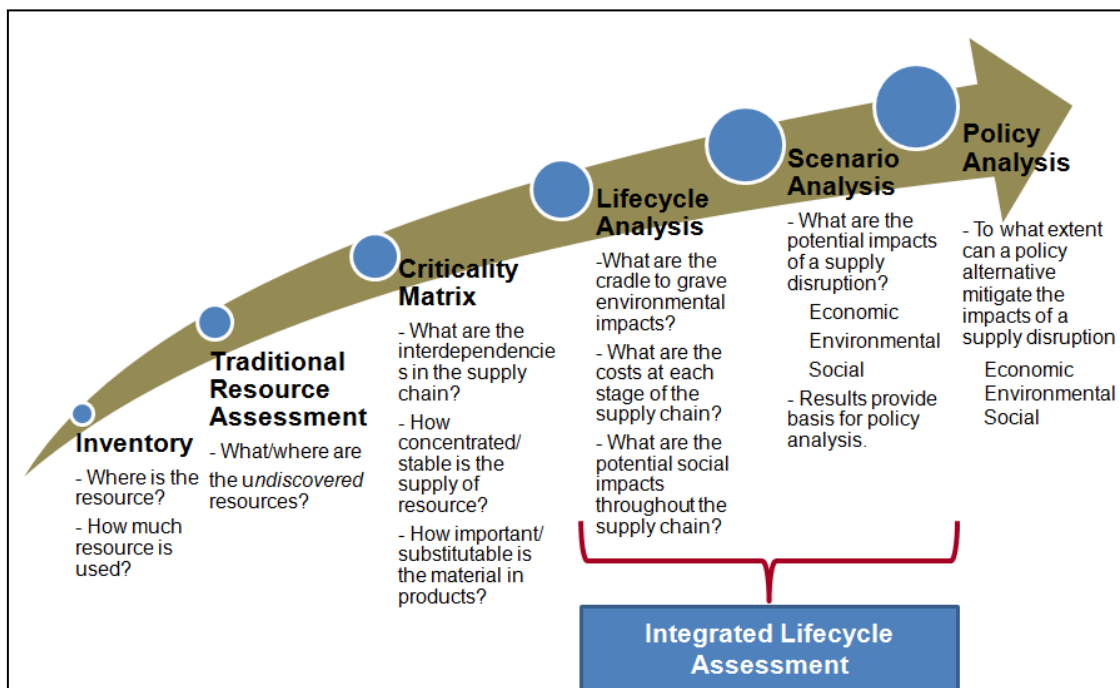 Inventory
- Where is the
resource?
- How much
resource is
used?
Traditional
Resource
Assessment
- What/where are
the undiscovered
resources?
Criticality
Matrix
- What are the
interdependencie
s in the supply
chain?
- How
concentrated/
stable is the
supply of
resource?
- How important/
substitutable is
the material in
products?
Lifecycle
Analysis
-What are the
cradle to grave
environmental
impacts?
- What are the
costs at each
stage of the
supply chain?
- What are the
potential social
impacts
throughout the
supply chain?
Scenario
Analysis
- What are the
potential impacts
of a supply
disruption?
Economic
Environmental
Social
- Results provide
basis for policy
analysis.
Policy
Analysis
- To what extent
can a policy
alternative
mitigate the
impacts of a
supply disruption
Economic
Environmental
Social
Integrated Lifecycle
Assessment